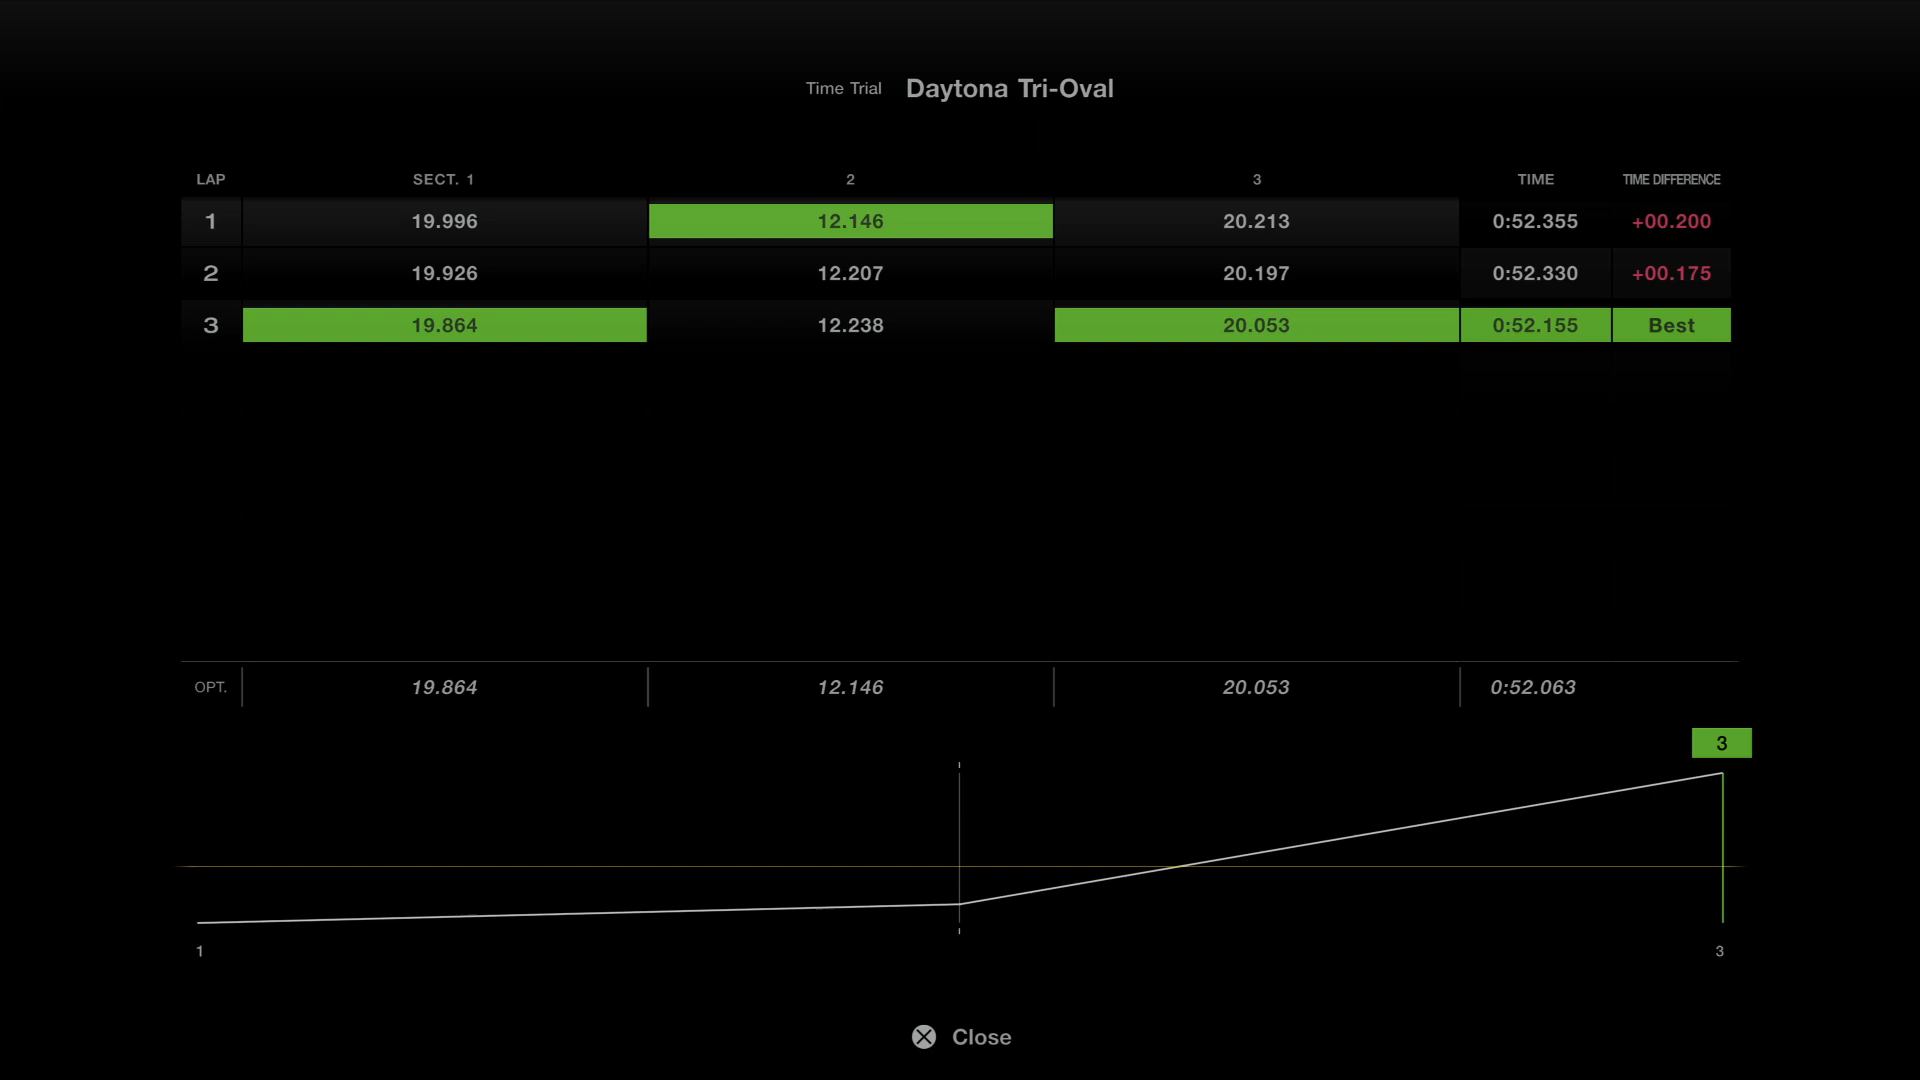 Time Trial Daytona Tri-Oval
LAP SECT. 1 2 3 TIME TIME DIFFERENCE
1 19.996 12.146 20.213 0:52.355 +00.200
2 19.926 12.207 20.197 0:52.330 +00.175
3 19.864 12.238 20.053 0:52.155 Best
OPT. 19.864 12.146 20.053 0:52.063
3
1 3
Close